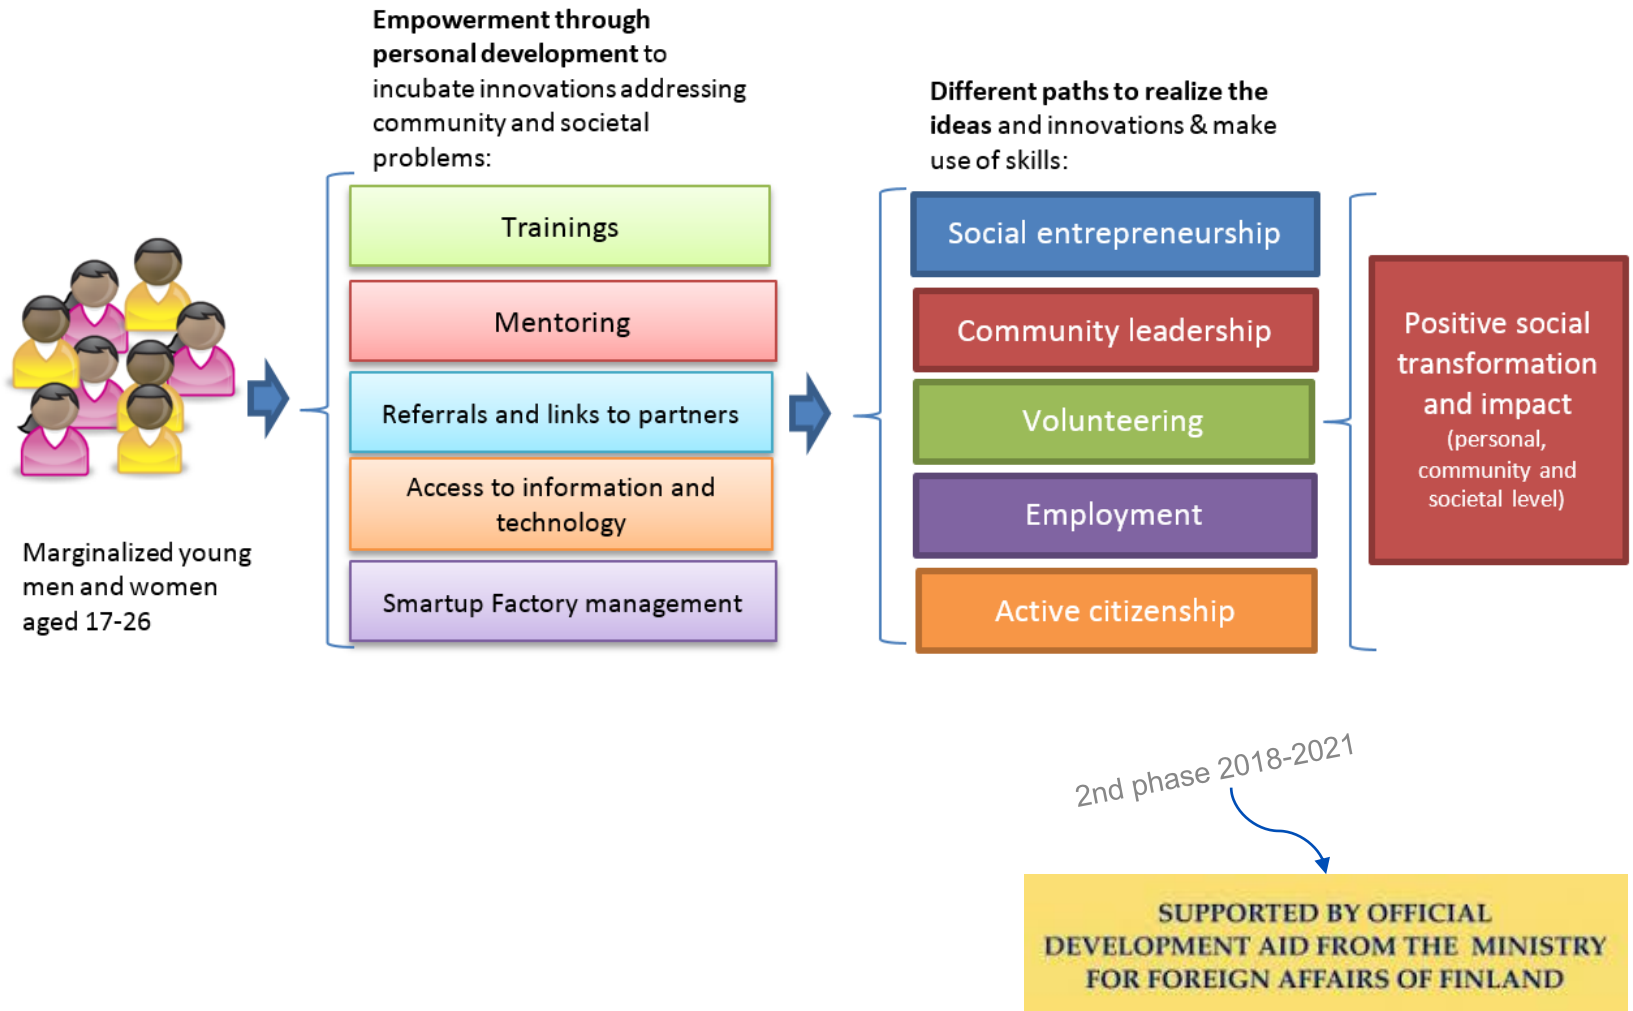 Empowerment through
personal development to
incubate innovations addressing
community and societal
problems:
Different paths to realize the
ideas and innovations & make
use of skills:
Marginalized young
men and women
aged 17-26
Trainings
Mentoring
Referrals and links to partners
Access to information and
technology
Smartup Factory management
Social entrepreneurship
Community leadership
Volunteering
Employment
Active citizenship
Positive social
transformation
and impact
(personal,
community and
societal level)
2nd phase 2018-2021
SUPPORTED BY OFFICIAL
DEVELOPMENT AID FROM THE MINISTRY
FOR FOREIGN AFFAIRS OF FINLAND